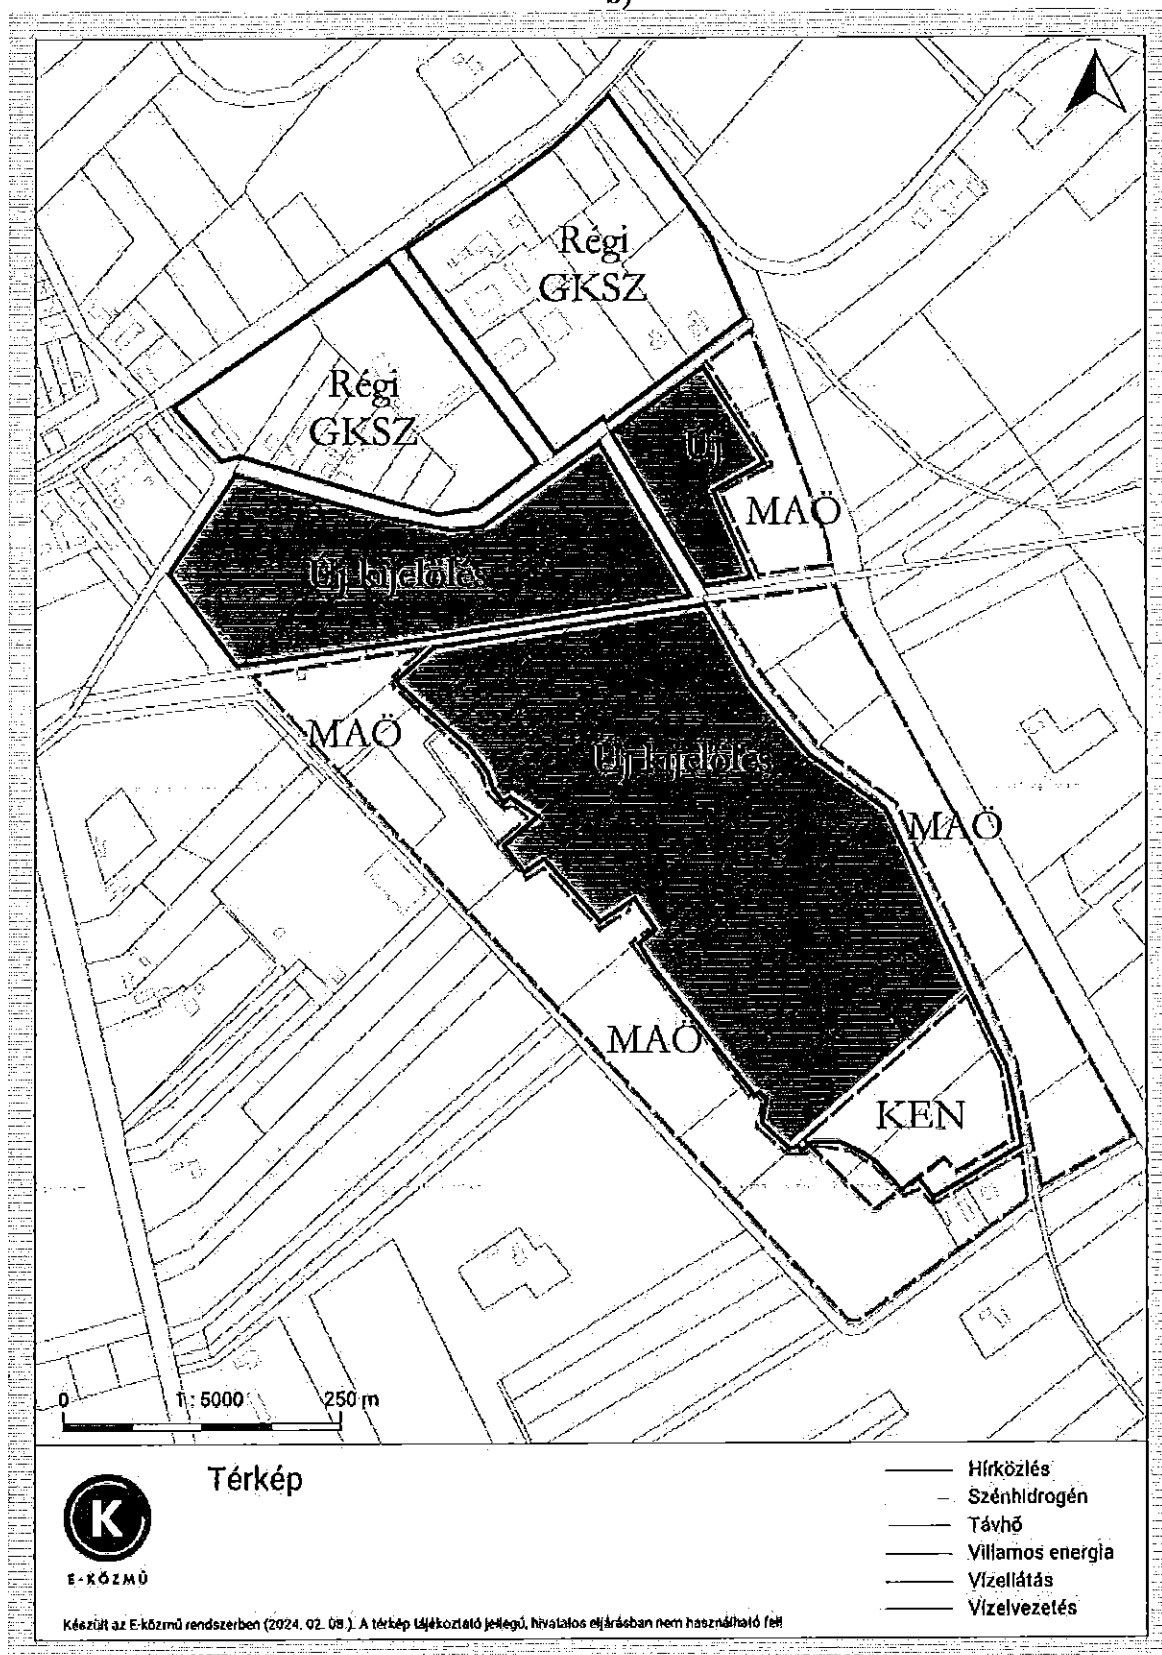 b)
Régi
GKSZ
Régi
GKSZ
Új
MAÖ
Új kijelölés
MAÖ
Új kijelölés
MAÖ
MAÖ
KEN
0 1 : 5000 250 m
Térkép
K
E-KÖZMŰ
Hírközlés
Szénhidrogén
Távhő
Villamos energia
Vízellátás
Vízelvezetés
Készült az E-közmű rendszerben (2024. 02. 08.). A térkép tájékoztató jellegű, hivatalos eljárásban nem használható fel!